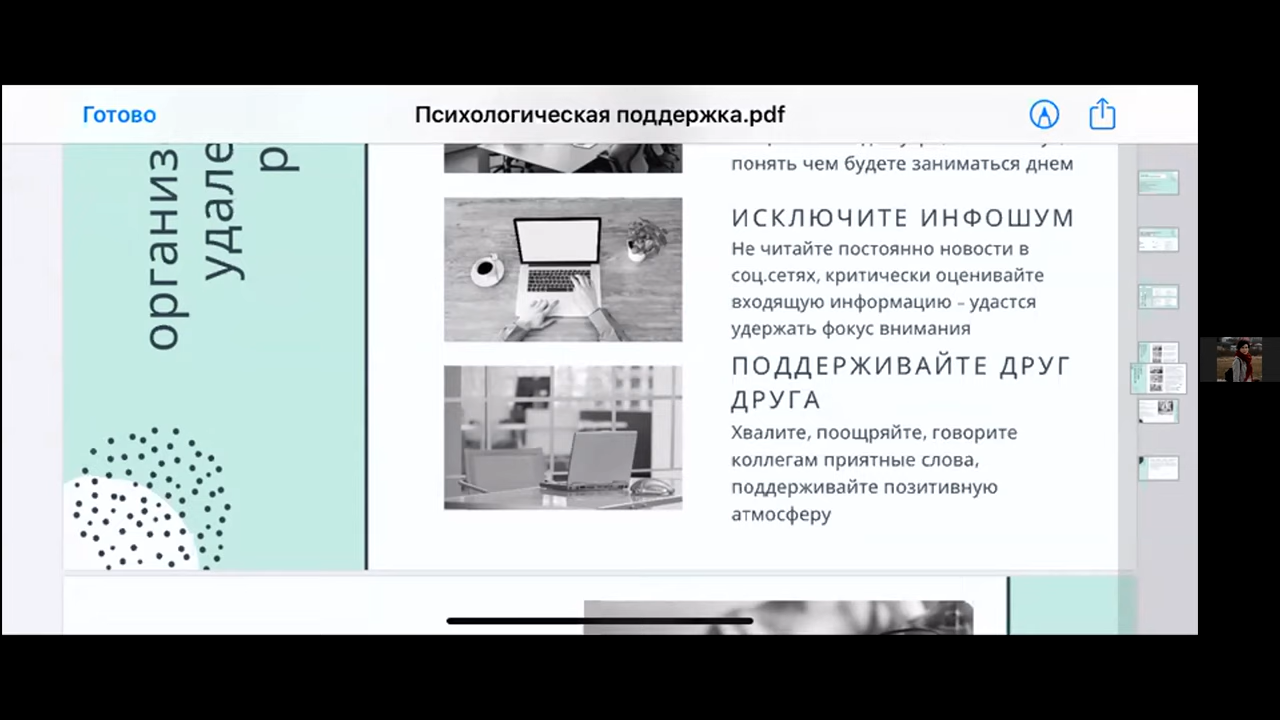 Готово
Психологическая поддержка.pdf
организ
удале
р
понять чем будете заниматься днем
ИСКЛЮЧИТЕ ИНФОШУМ
Не читайте постоянно новости в
соц.сетях, критически оценивайте
входящую информацию - удастся
удержать фокус внимания
ПОДДЕРЖИВАЙТЕ ДРУГ
ДРУГА
Хвалите, поощряйте, говорите
коллегам приятные слова,
поддерживайте позитивную
атмосферу